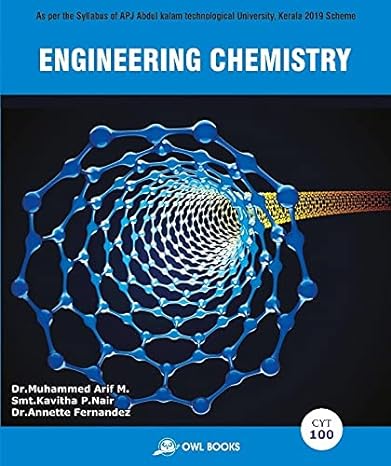 As per the Syllabus of APJ Abdul kalam technological University, Kerala 2019 Scheme
ENGINEERING CHEMISTRY
Dr.Muhammed Arif M.
Smt.Kavitha P.Nair
Dr.Annette Fernandez
OWL BOOKS
CYT
100